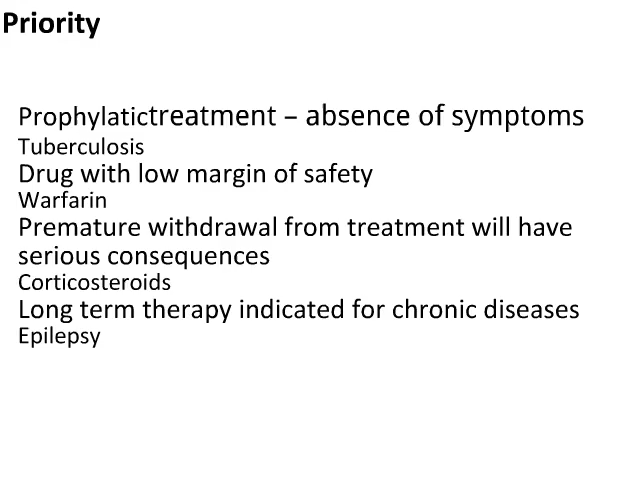 Priority
Prophylatictreatment – absence of symptoms
Tuberculosis
Drug with low margin of safety
Warfarin
Premature withdrawal from treatment will have
serious consequences
Corticosteroids
Long term therapy indicated for chronic diseases
Epilepsy